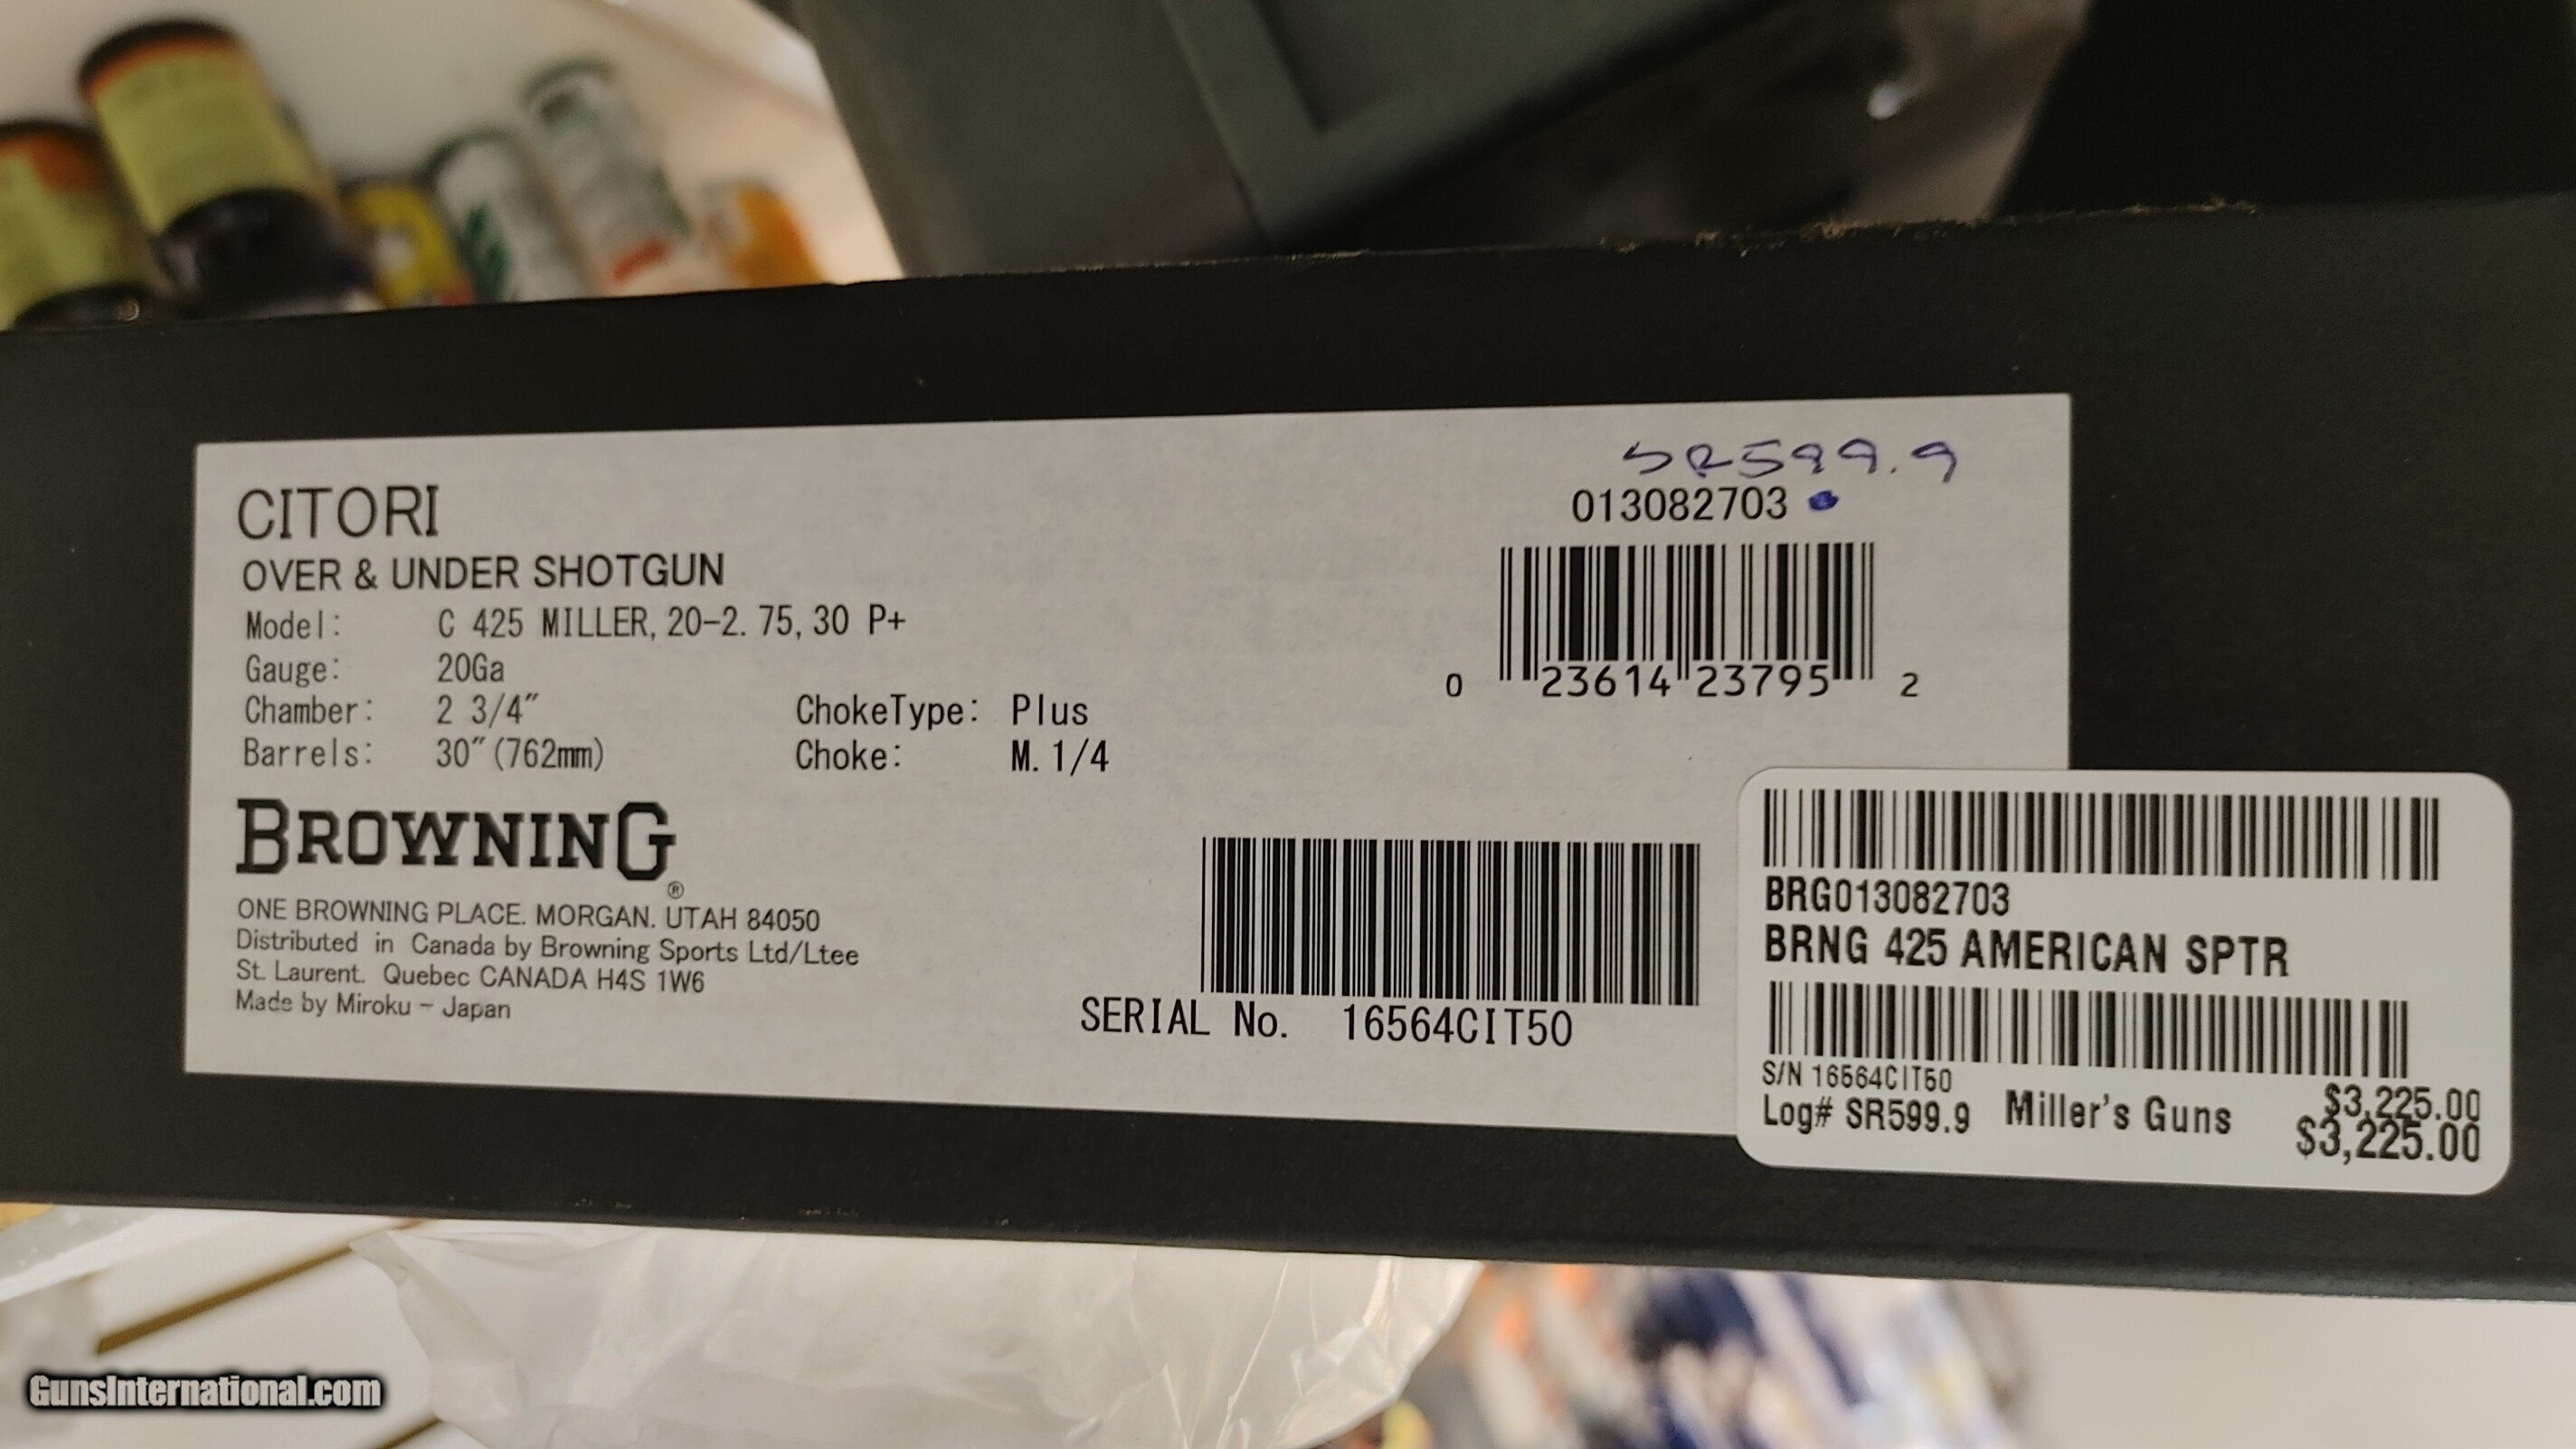 SR599.9
013082703
0 23614 23795 2
CITORI
OVER & UNDER SHOTGUN
Model: C 425 MILLER, 20-2. 75, 30 P+
Gauge: 20Ga
Chamber: 2 3/4" ChokeType: Plus
Barrels: 30" (762mm) Choke: M. 1/4
BROWNING®
ONE BROWNING PLACE. MORGAN. UTAH 84050
Distributed in Canada by Browning Sports Ltd/Ltee
St. Laurent. Quebec CANADA H4S 1W6
Made by Miroku - Japan
SERIAL No. 16564CIT50
BRG013082703
BRNG 425 AMERICAN SPTR
S/N 16564CIT50
Log# SR599.9 Miller's Guns $3,225.00
$3,225.00
GunsInternational.com